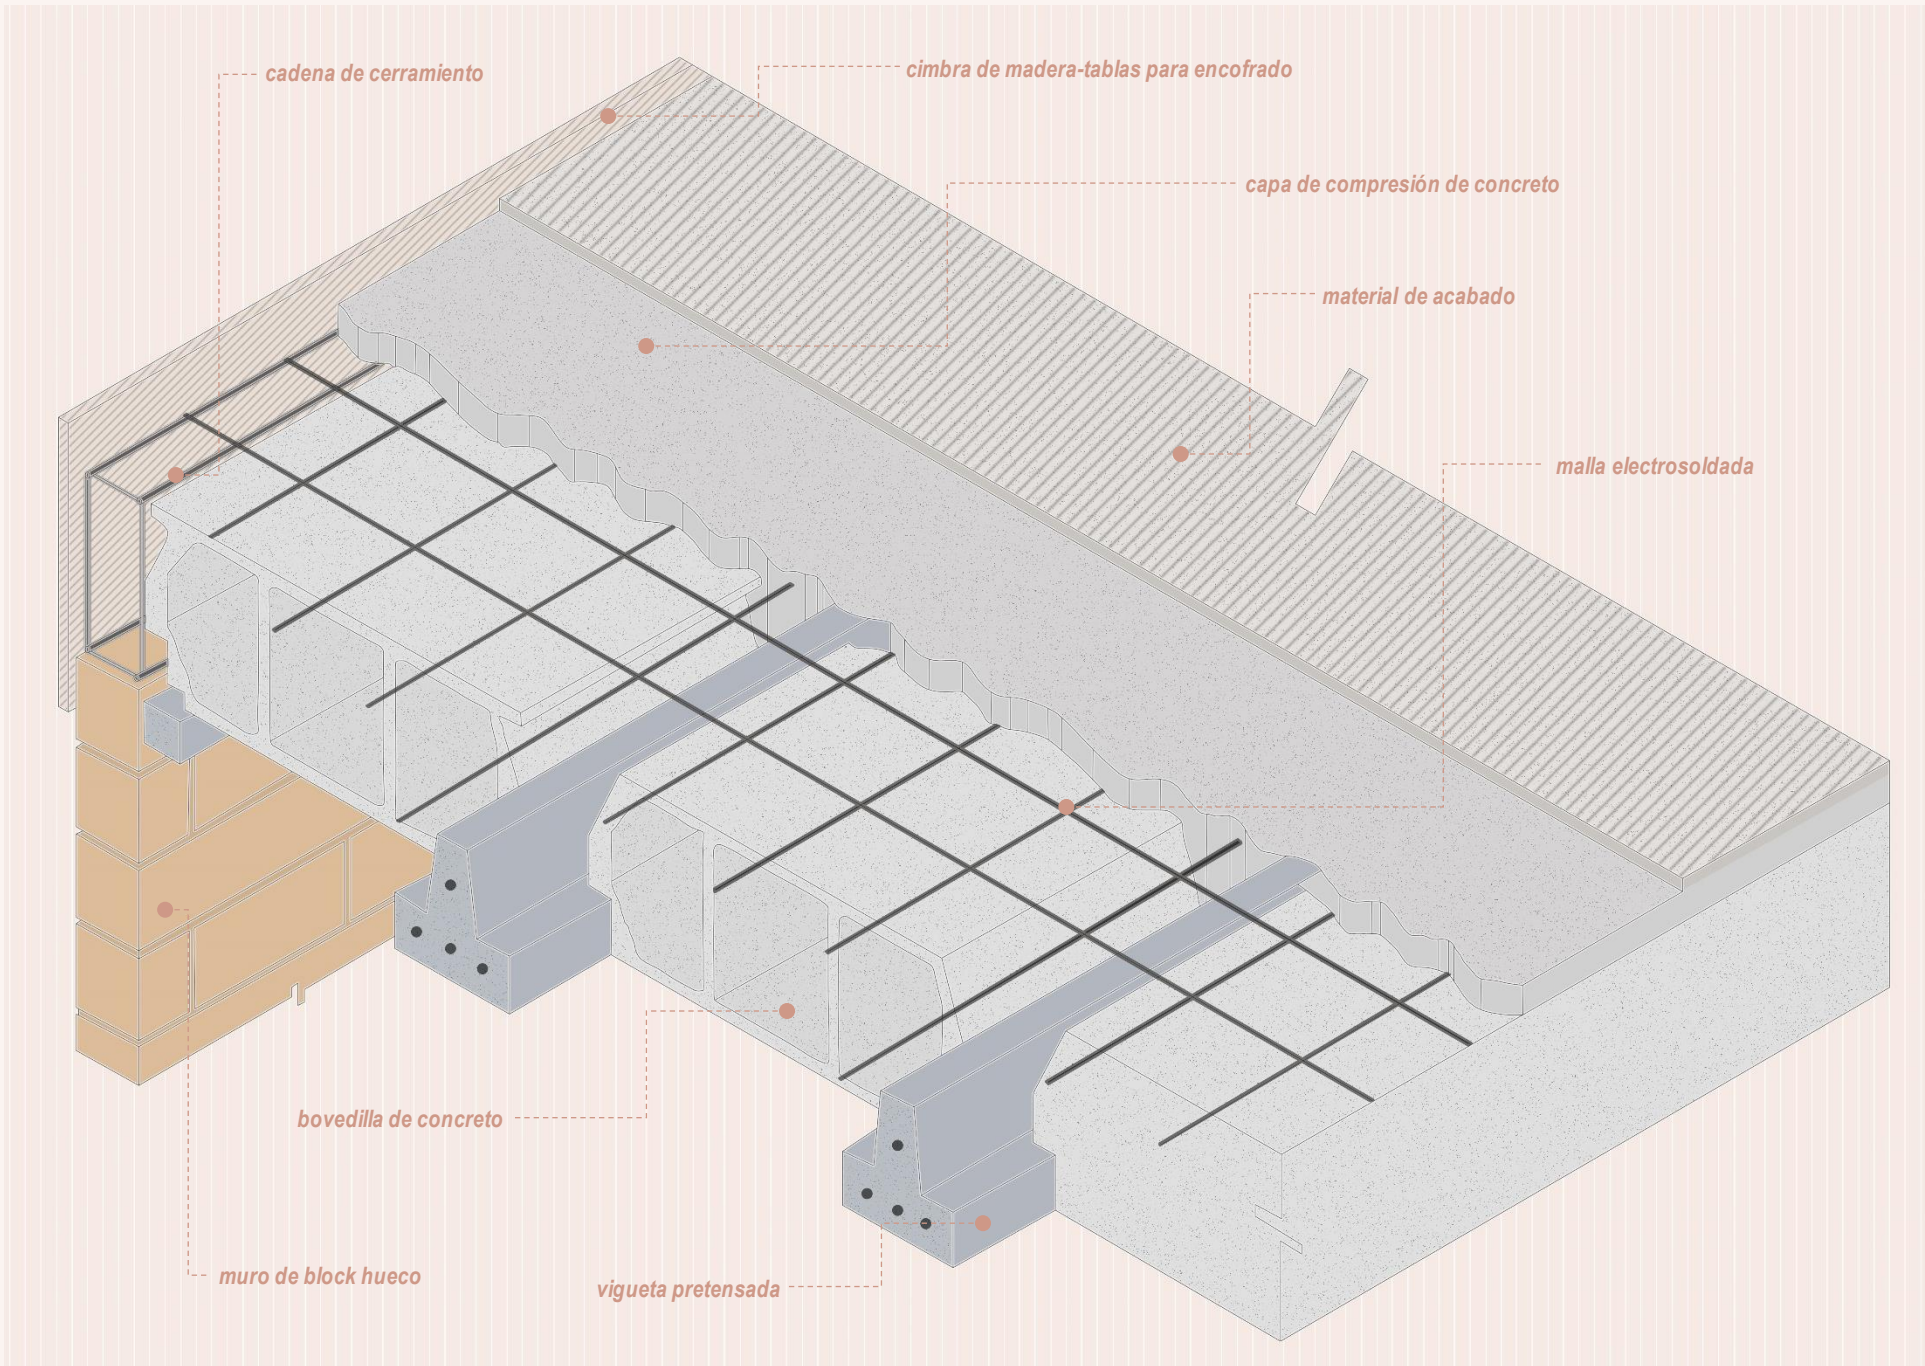 cadena de cerramiento
cimbra de madera-tablas para encofrado
capa de compresión de concreto
material de acabado
malla electrosoldada
bovedilla de concreto
muro de block hueco
vigueta pretensada